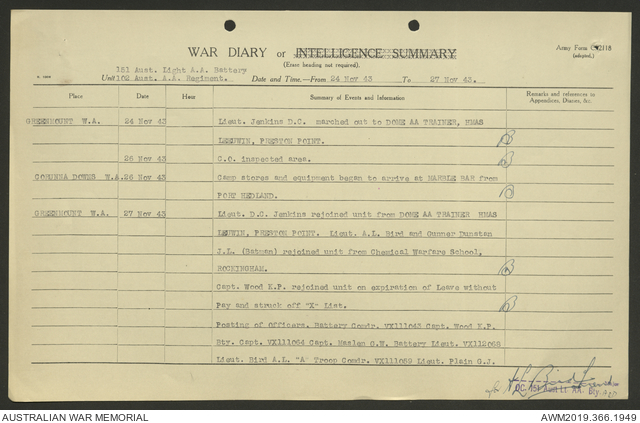 WAR DIARY or INTELLIGENCE SUMMARY
Army Form C 2118
(adapted.)
(Erase heading not required).
151 Aust. Light A.A. Battery
Unit 102 Aust. A.A. Regiment. Date and Time.—From 24 Nov 43 To 27 Nov 43.
Place Date Hour Summary of Events and Information Remarks and references to Appendices, Diaries, &c.
GREENMOUNT W.A. 24 Nov 43 Lieut. Jenkins D.C. marched out to DOME AA TRAINER, HMAS
LEEUWIN, PRESTON POINT.
26 Nov 43 C.O. inspected area.
CORUNNA DOWNS W.A. 26 Nov 43 Camp stores and equipment began to arrive at MARBLE BAR from
PORT HEDLAND.
GREENMOUNT W.A. 27 Nov 43 Lieut. D.C. Jenkins rejoined unit from DOME AA TRAINER HMAS
LEUWIN, PRESTON POINT. Lieut. A.L. Bird and Gunner Dunstan
J.L. (Batman) rejoined unit from Chemical Warfare School,
ROCKINGHAM.
Capt. Wood K.P. rejoined unit on expiration of Leave without
Pay and struck off "X" List.
Posting of Officers. Battery Comdr. VX111043 Capt. Wood K.P.
Bty. Capt. VX111064 Capt. Maslen O.W. Battery Lieut. VX112068
Lieut. Bird A.L. "A" Troop Comdr. VX111069 Lieut. Plain G.J.
OC. 151 Aust Lt. AA. Bty.
AUSTRALIAN WAR MEMORIAL AWM2019.366.1949